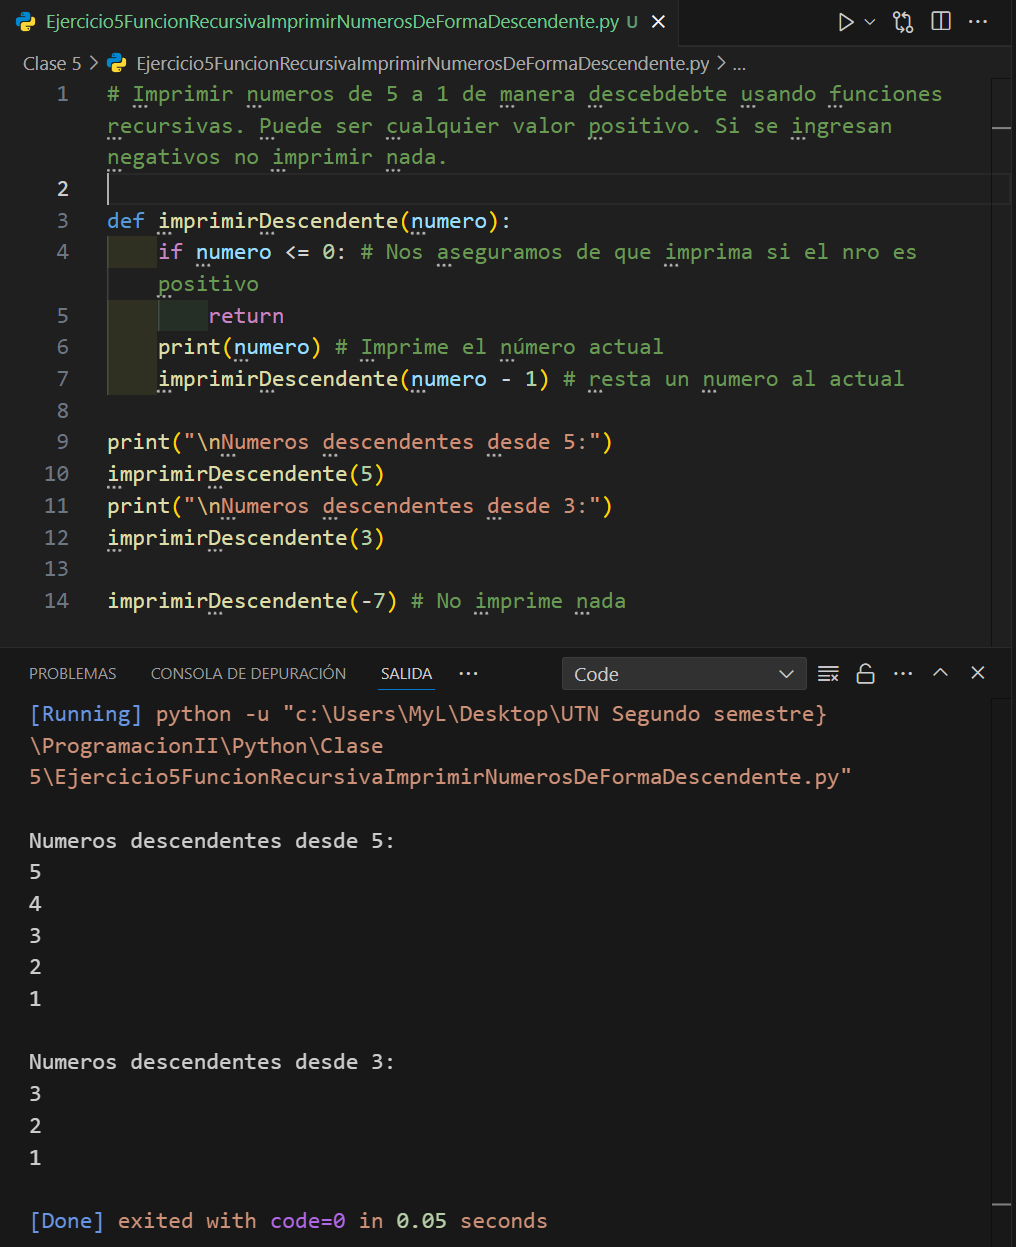 Ejercicio5FuncionRecursivaImprimirNumerosDeFormaDescendente.py U
Clase 5 > Ejercicio5FuncionRecursivaImprimirNumerosDeFormaDescendente.py > ...
1 # Imprimir numeros de 5 a 1 de manera descebdebte usando funciones
recursivas. Puede ser cualquier valor positivo. Si se ingresan
negativos no imprimir nada.
2
3 def imprimirDescendente(numero):
4 if numero <= 0: # Nos aseguramos de que imprima si el nro es
positivo
5 return
6 print(numero) # Imprime el número actual
7 imprimirDescendente(numero - 1) # resta un numero al actual
8
9 print("\nNumeros descendentes desde 5:")
10 imprimirDescendente(5)
11 print("\nNumeros descendentes desde 3:")
12 imprimirDescendente(3)
13
14 imprimirDescendente(-7) # No imprime nada
PROBLEMAS CONSOLA DE DEPURACIÓN SALIDA ... Code
[Running] python -u "c:\Users\MyL\Desktop\UTN Segundo semestre}
\ProgramacionII\Python\Clase
5\Ejercicio5FuncionRecursivaImprimirNumerosDeFormaDescendente.py"
Numeros descendentes desde 5:
5
4
3
2
1
Numeros descendentes desde 3:
3
2
1
[Done] exited with code=0 in 0.05 seconds